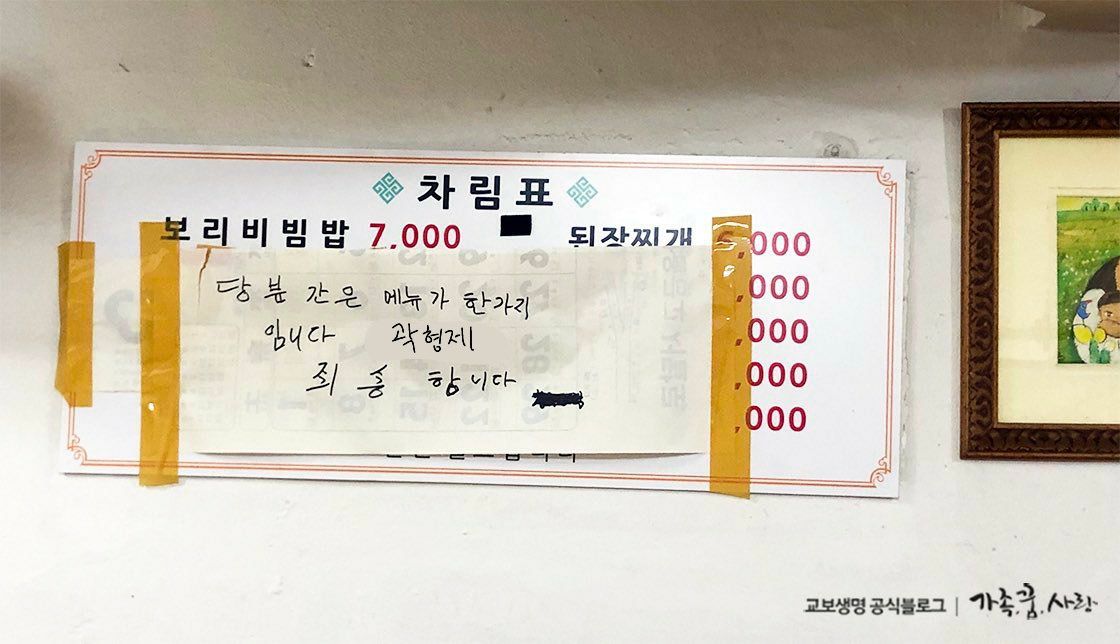 차림표
보리비빔밥 7,000 된장찌개 ,000
,000
,000
,000
,000
당분간은 메뉴가 한가리
입니다 곽형제
죄송합니다
교보생명 공식블로그 | 가족.꿈.사랑